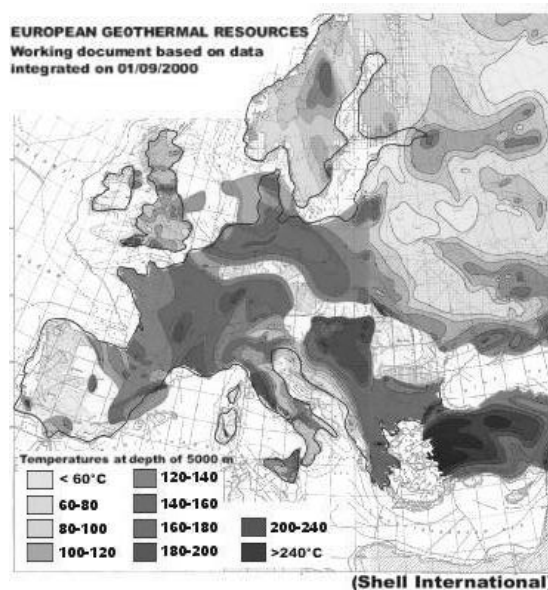 EUROPEAN GEOTHERMAL RESOURCES
Working document based on data
integrated on 01/09/2000
Temperatures at depth of 5000 m
< 60°C
60-80
80-100
100-120
120-140
140-160
160-180
180-200
200-240
>240°C
(Shell International)